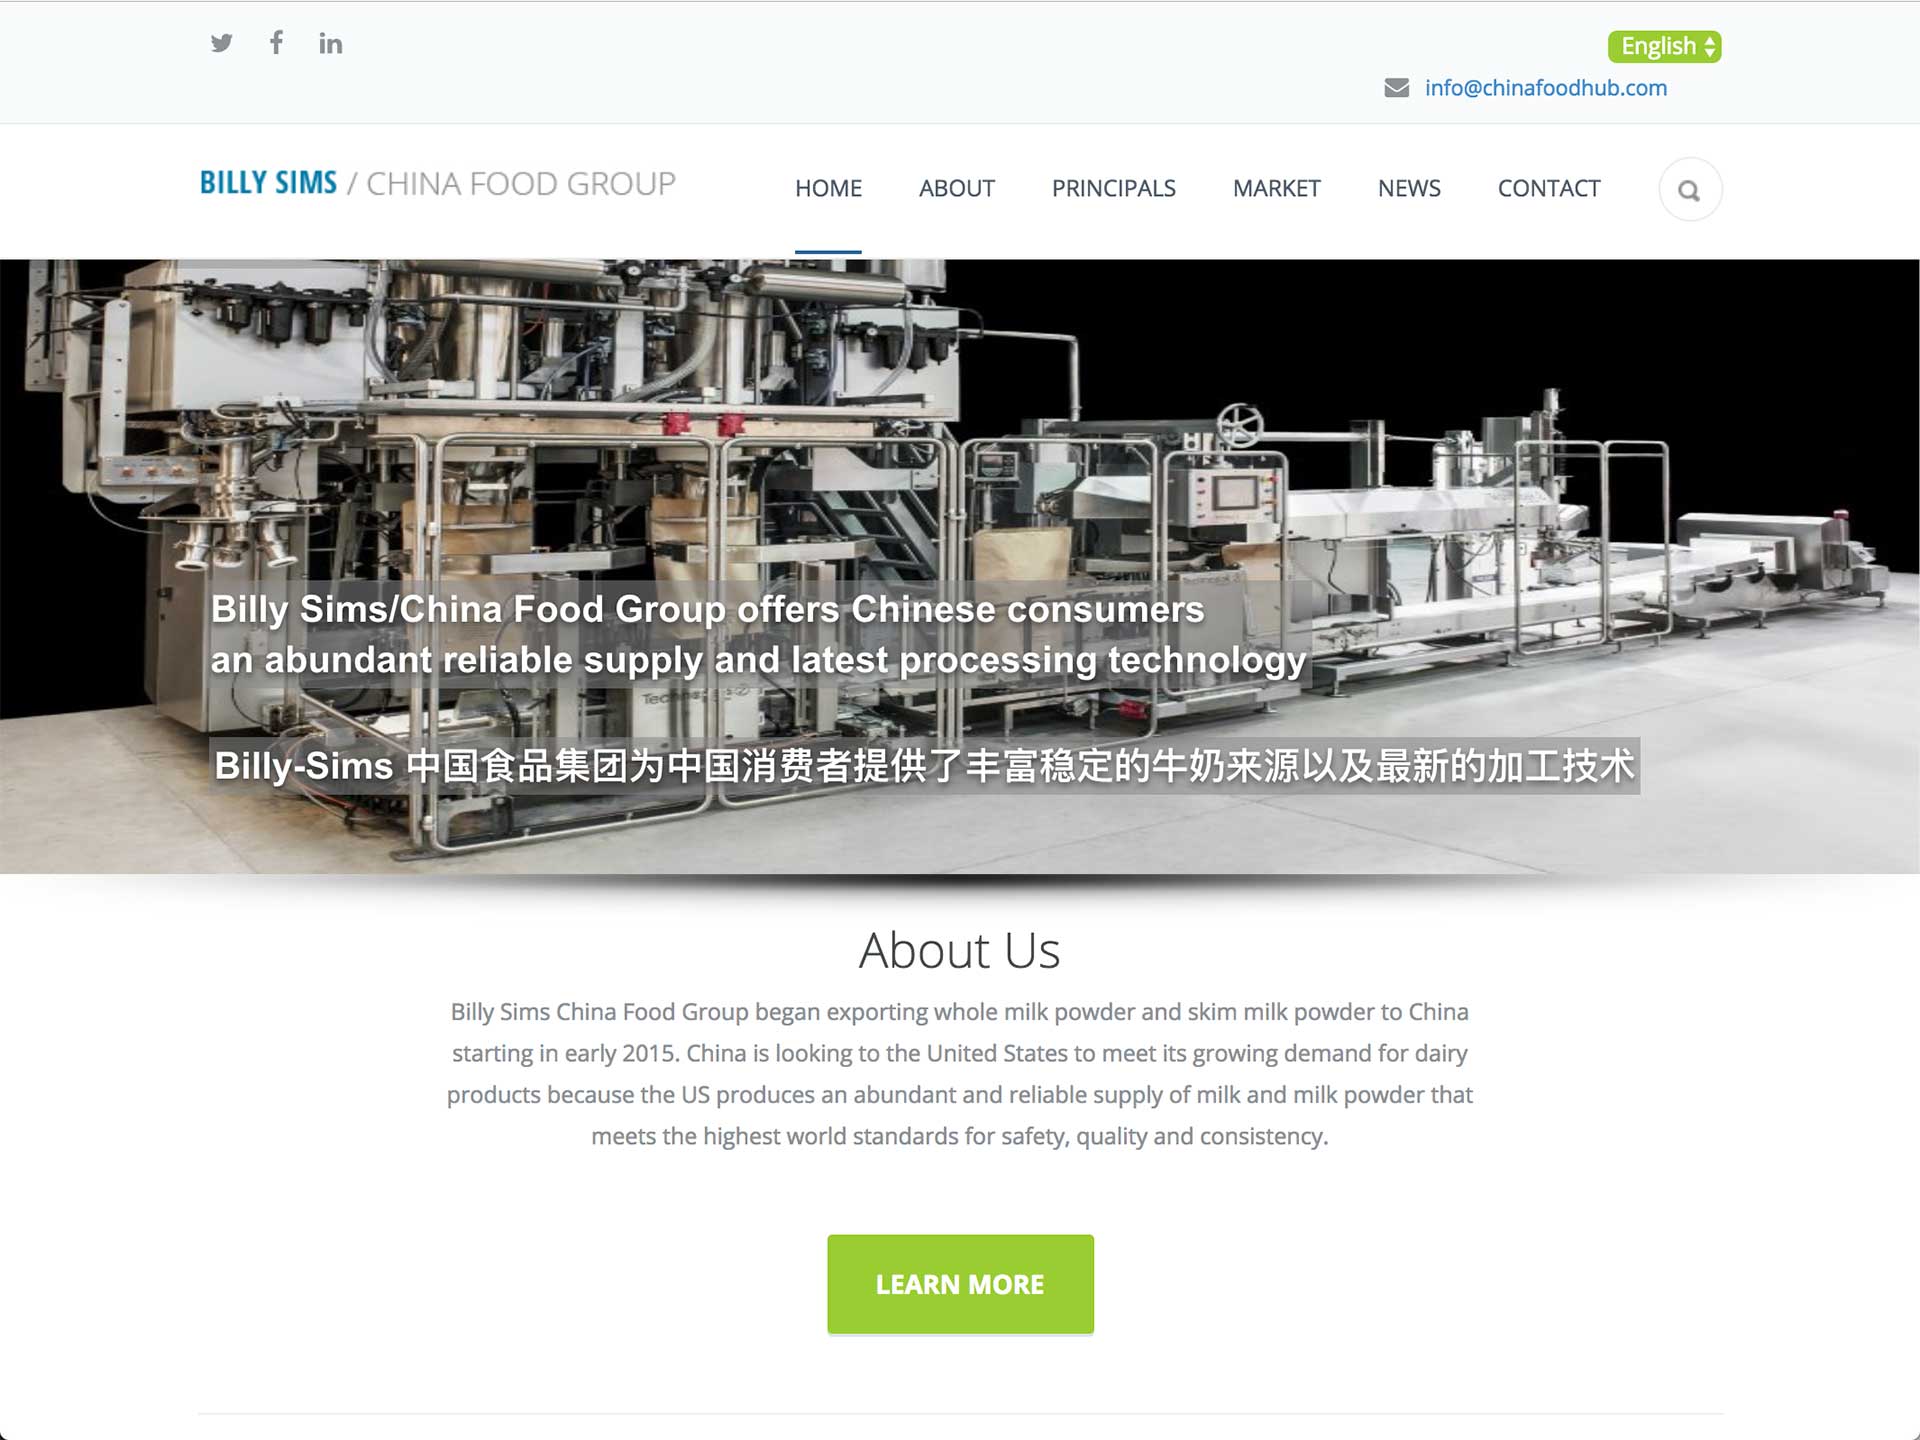 English
info@chinafoodhub.com
BILLY SIMS / CHINA FOOD GROUP
HOME ABOUT PRINCIPALS MARKET NEWS CONTACT
Billy Sims/China Food Group offers Chinese consumers
an abundant reliable supply and latest processing technology
Billy-Sims 中国食品集团为中国消费者提供了丰富稳定的牛奶来源以及最新的加工技术
About Us
Billy Sims China Food Group began exporting whole milk powder and skim milk powder to China
starting in early 2015. China is looking to the United States to meet its growing demand for dairy
products because the US produces an abundant and reliable supply of milk and milk powder that
meets the highest world standards for safety, quality and consistency.
LEARN MORE